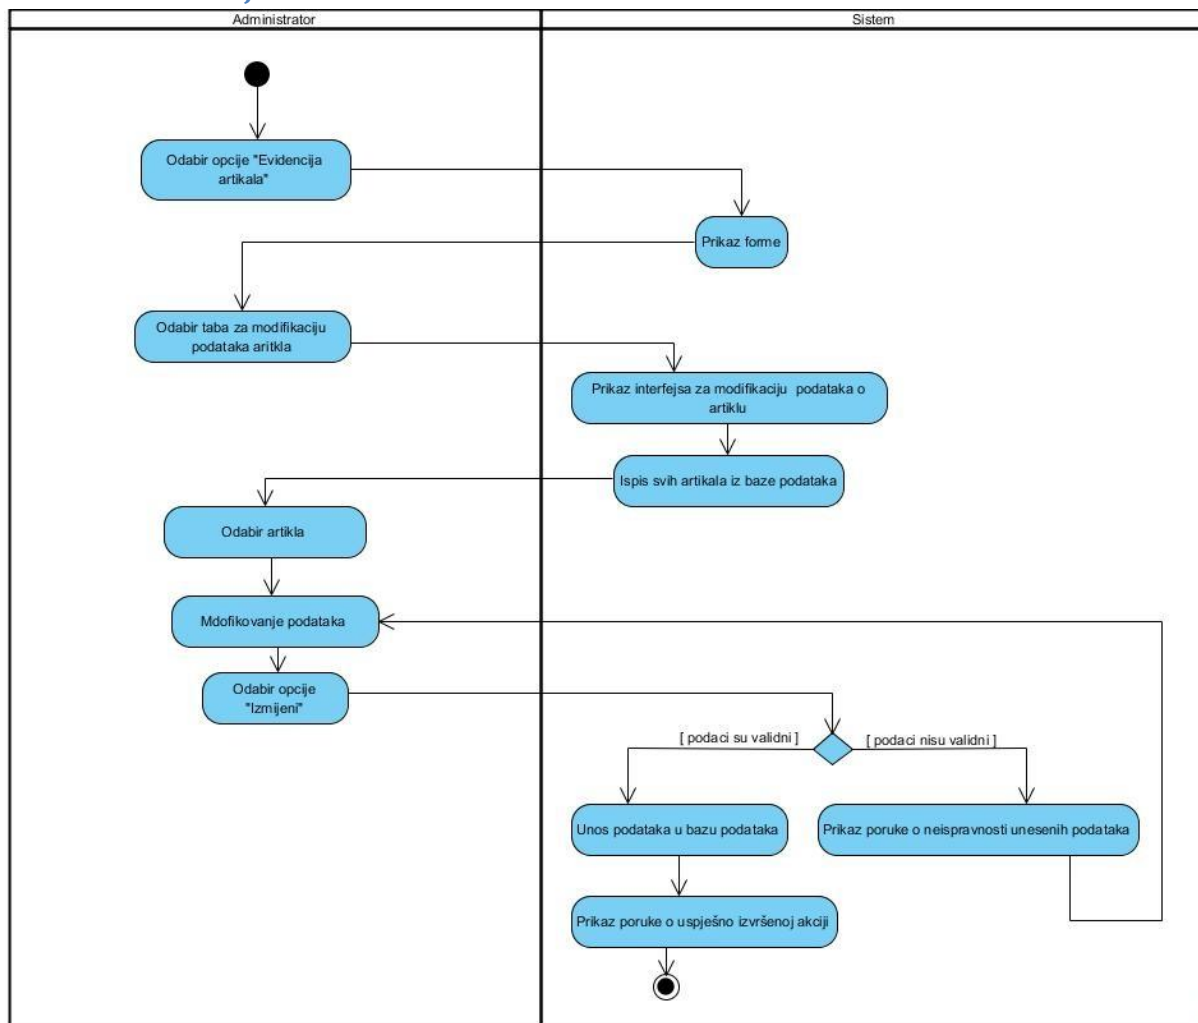 Administrator
Sistem
Odabir opcije "Evidencija
artikala"
Prikaz forme
Odabir taba za modifikaciju
podataka aritkla
Prikaz interfejsa za modifikaciju podataka o
artiklu
Ispis svih artikala iz baze podataka
Odabir artikla
Mdofikovanje podataka
Odabir opcije
"Izmijeni"
[ podaci su validni ]
[ podaci nisu validni ]
Unos podataka u bazu podataka
Prikaz poruke o neispravnosti unesenih podataka
Prikaz poruke o uspješno izvršenoj akciji